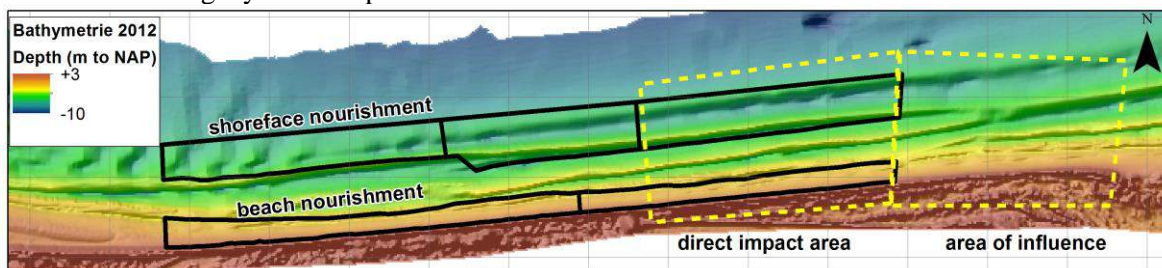 Bathymetrie 2012
Depth (m to NAP)
+3
-10
shoreface nourishment
beach nourishment
direct impact area
area of influence
N